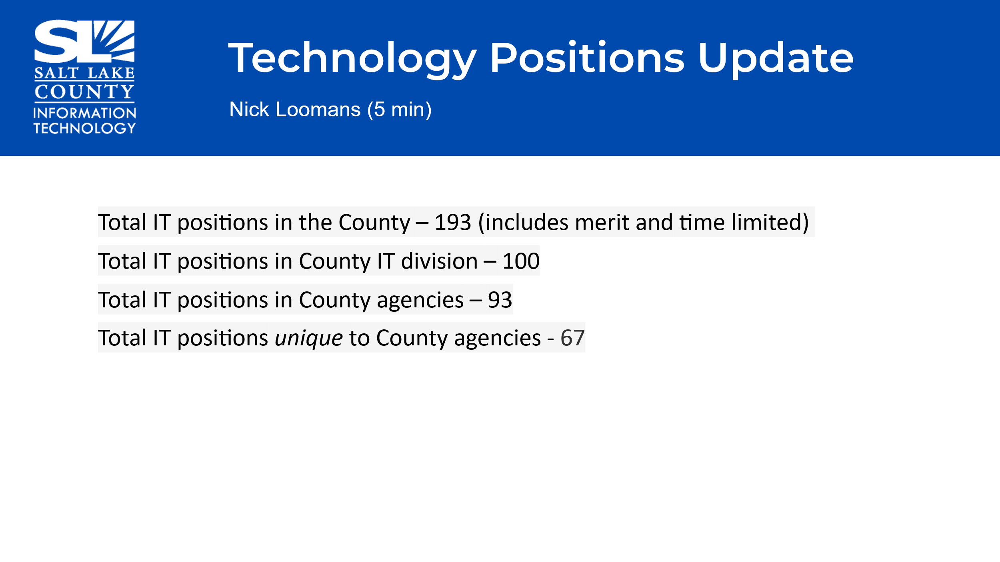 SL
SALT LAKE
COUNTY
INFORMATION
TECHNOLOGY
Technology Positions Update
Nick Loomans (5 min)
Total IT positions in the County – 193 (includes merit and time limited)
Total IT positions in County IT division – 100
Total IT positions in County agencies – 93
Total IT positions unique to County agencies - 67